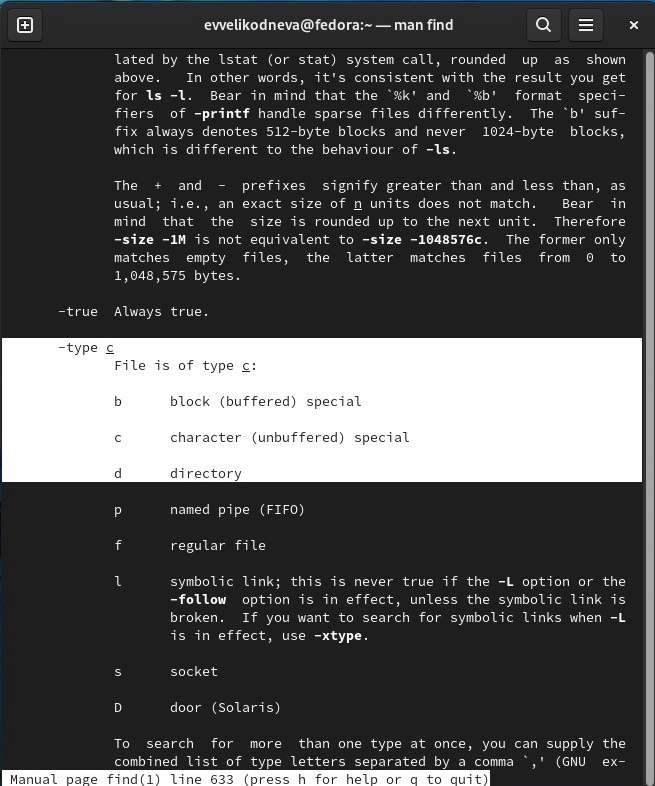 evvelikodneva@fedora:~ — man find
lated by the lstat (or stat) system call, rounded up as shown
above. In other words, it's consistent with the result you get
for ls -l. Bear in mind that the `%k' and `%b' format speci-
fiers of -printf handle sparse files differently. The `b' suf-
fix always denotes 512-byte blocks and never 1024-byte blocks,
which is different to the behaviour of -ls.
The + and - prefixes signify greater than and less than, as
usual; i.e., an exact size of n units does not match. Bear in
mind that the size is rounded up to the next unit. Therefore
-size -1M is not equivalent to -size -1048576c. The former only
matches empty files, the latter matches files from 0 to
1,048,575 bytes.
-true Always true.
-type c
File is of type c:
b block (buffered) special
c character (unbuffered) special
d directory
p named pipe (FIFO)
f regular file
l symbolic link; this is never true if the -L option or the
-follow option is in effect, unless the symbolic link is
broken. If you want to search for symbolic links when -L
is in effect, use -xtype.
s socket
D door (Solaris)
To search for more than one type at once, you can supply the
combined list of type letters separated by a comma `,' (GNU ex-
Manual page find(1) line 633 (press h for help or q to quit)